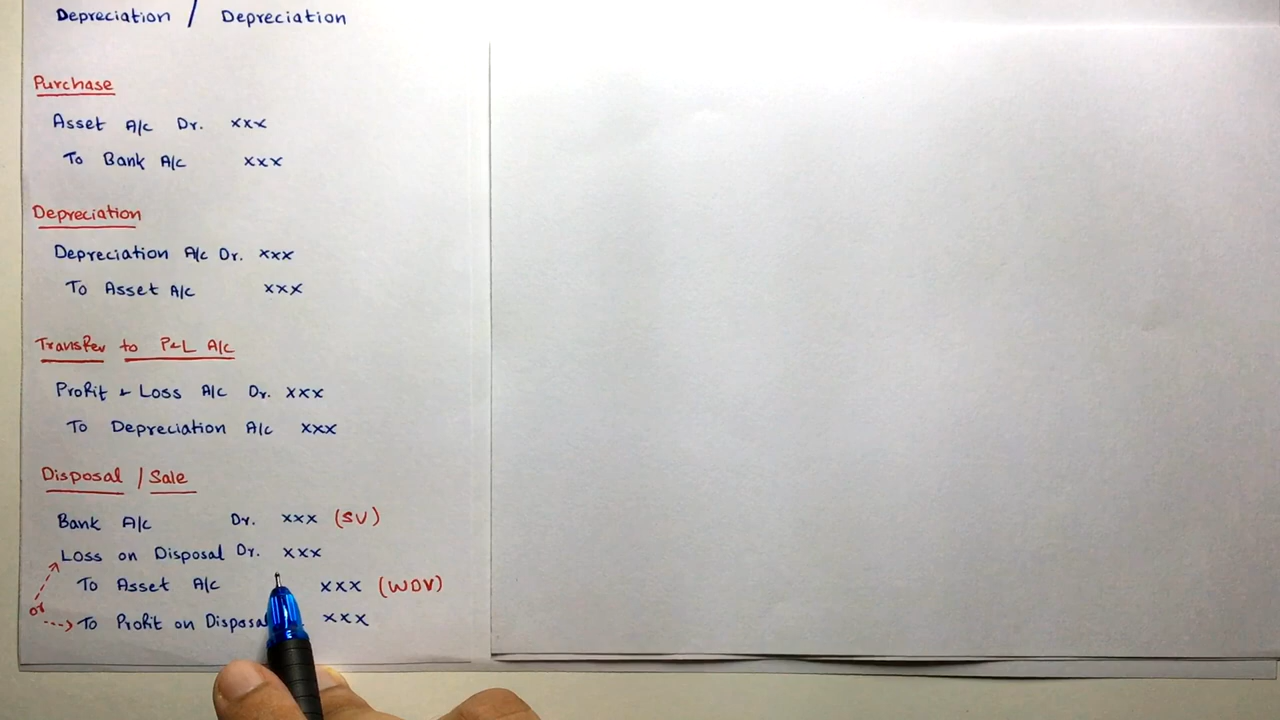 Depreciation / Depreciation
Purchase
Asset A/c Dr. xxx
To Bank A/c xxx
Depreciation
Depreciation A/c Dr. xxx
To Asset A/c xxx
Transfer to P&L A/c
Profit & Loss A/c Dr. xxx
To Depreciation A/c xxx
Disposal / Sale
Bank A/c Dr. xxx (SV)
Loss on Disposal Dr. xxx
To Asset A/c xxx (WDV)
or
To Profit on Disposal xxx